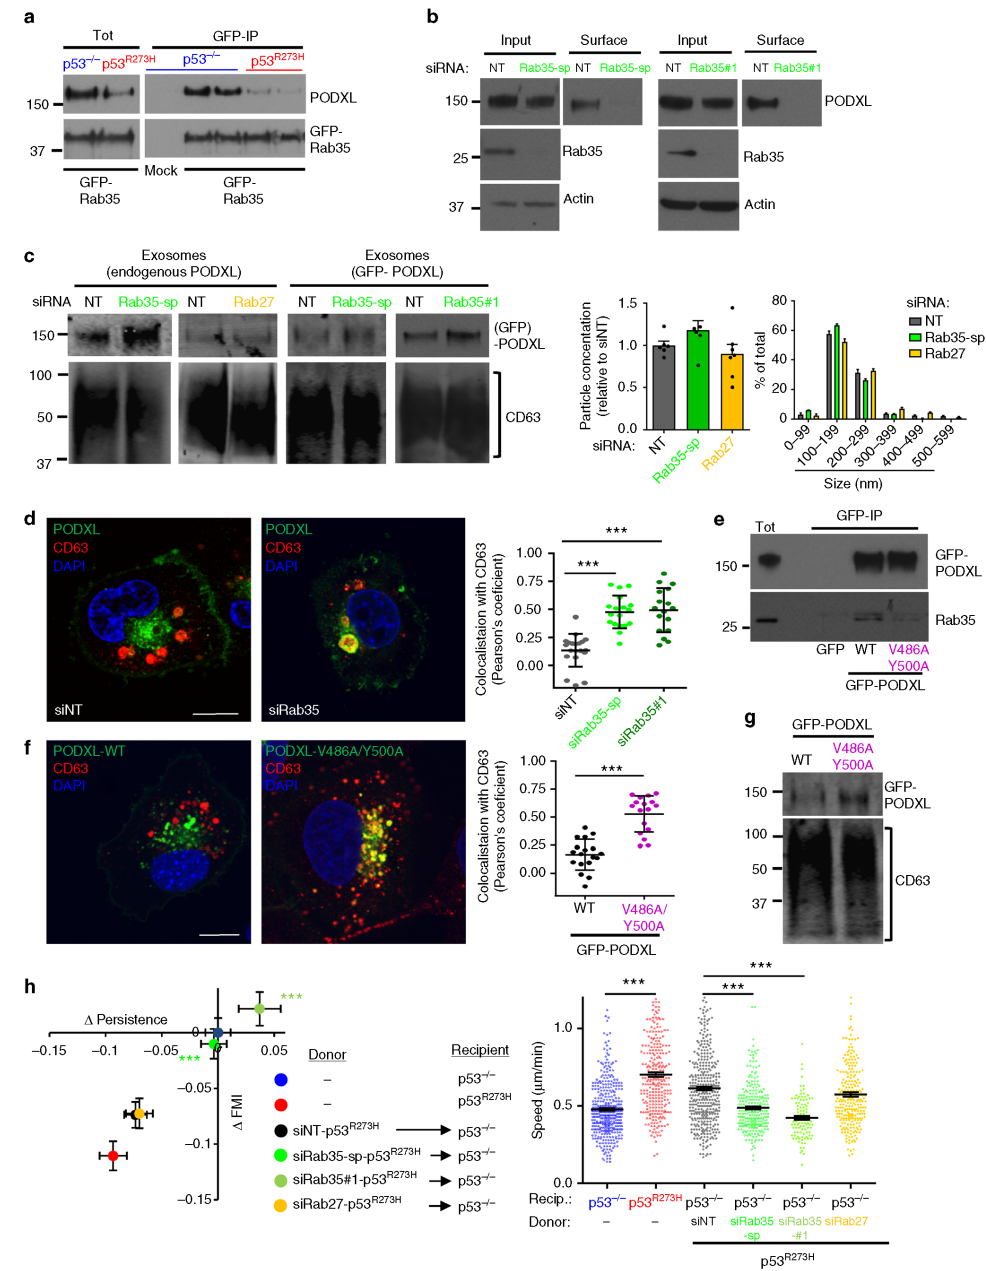 a
Tot
GFP-IP
p53–/– p53R273H
p53–/–
p53R273H
150
PODXL
37
GFP-
Rab35
Mock
GFP-
Rab35
GFP-
Rab35
b
Input
Surface
Input
Surface
siRNA:
NT
Rab35-sp
NT
Rab35-sp
NT
Rab35#1
NT
Rab35#1
150
PODXL
25
Rab35
Rab35
37
Actin
Actin
c
Exosomes
(endogenous PODXL)
Exosomes
(GFP- PODXL)
siRNA
NT
Rab35-sp
NT
Rab27
NT
Rab35-sp
NT
Rab35#1
150
(GFP)
-PODXL
100
50
37
CD63
Particle concentration
(relative to siNT)
1.5
1.0
0.5
0.0
siRNA:
NT
Rab35-sp
Rab27
% of total
80
60
40
20
0
siRNA:
NT
Rab35-sp
Rab27
0–99
100–199
200–299
300–399
400–499
500–599
Size (nm)
d
PODXL
CD63
DAPI
siNT
PODXL
CD63
DAPI
siRab35
Colocalistaion with CD63
(Pearson's coeficient)
1.00
0.75
0.50
0.25
0.00
***
***
siNT
siRab35-sp
siRab35#1
e
Tot
GFP-IP
150
GFP-
PODXL
25
Rab35
GFP
WT
V486A
Y500A
GFP-PODXL
f
PODXL-WT
CD63
DAPI
PODXL-V486A/Y500A
CD63
DAPI
Colocalistaion with CD63
(Pearson's coeficient)
1.00
0.75
0.50
0.25
0.00
***
WT
V486A/
Y500A
GFP-PODXL
g
GFP-PODXL
WT
V486A
Y500A
150
GFP-
PODXL
100
50
37
CD63
h
Δ Persistence
–0.15
–0.1
–0.05
0
0.05
–0.05
–0.1
–0.15
Δ FMI
***
***
Donor
Recipient
–
p53–/–
–
p53R273H
siNT-p53R273H
p53–/–
siRab35-sp-p53R273H
p53–/–
siRab35#1-p53R273H
p53–/–
siRab27-p53R273H
p53–/–
Speed (μm/min)
1.0
0.5
0.0
***
***
***
Recip.:
p53–/–
p53R273H
p53–/–
p53–/–
p53–/–
p53–/–
Donor:
–
–
siNT
siRab35
-sp
siRab35
-#1
siRab27
p53R273H